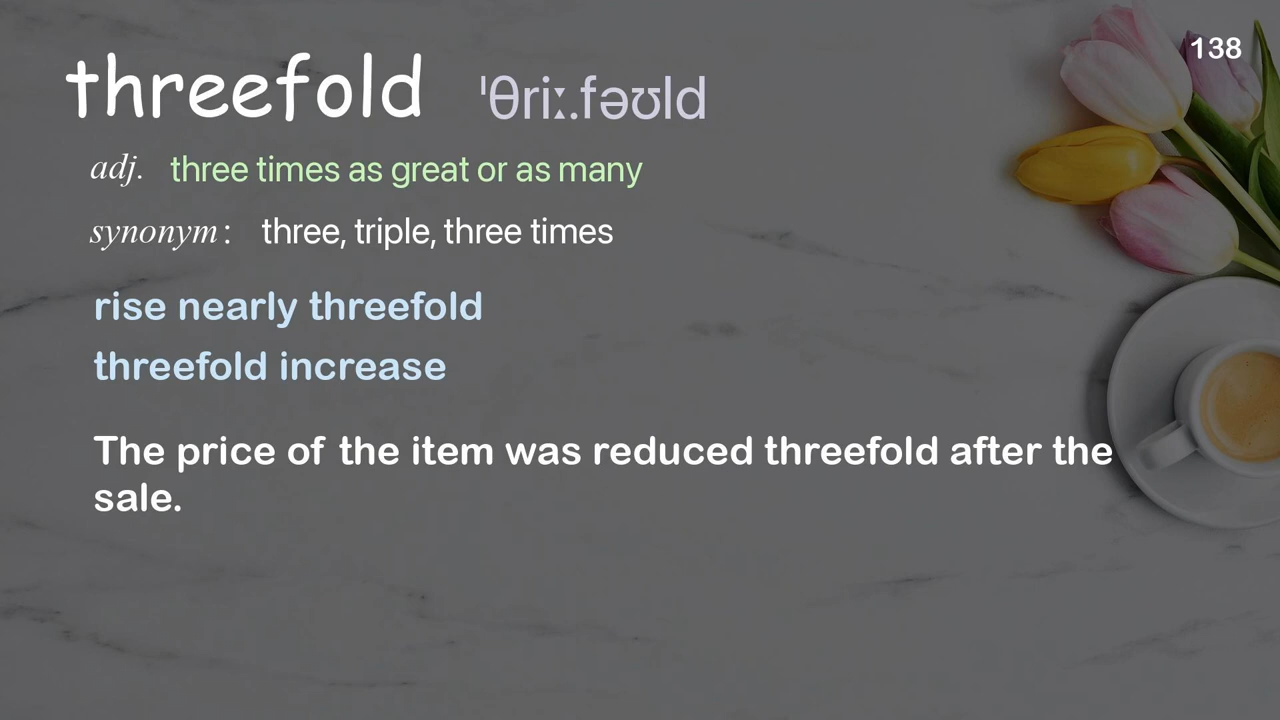 138
threefold ˈθriː.fəʊld
adj. three times as great or as many
synonym: three, triple, three times
rise nearly threefold
threefold increase
The price of the item was reduced threefold after the
sale.